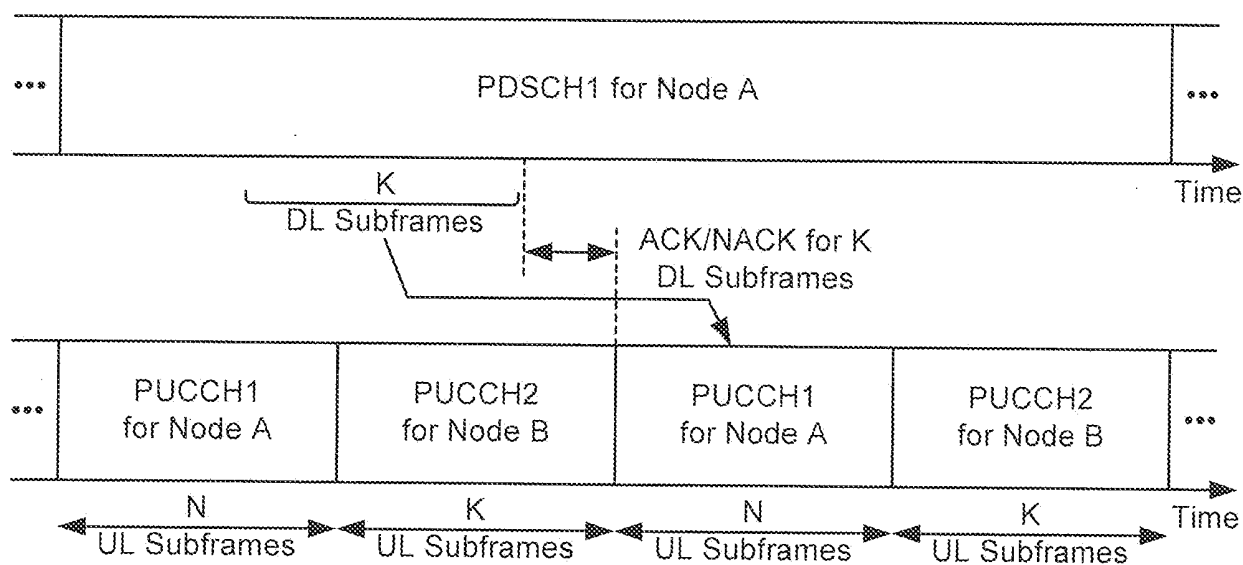 ... PDSCH1 for Node A ...
Time
K
DL Subframes
ACK/NACK for K
DL Subframes
... PUCCH1
for Node A
PUCCH2
for Node B
PUCCH1
for Node A
PUCCH2
for Node B ...
Time
N
UL Subframes
K
UL Subframes
N
UL Subframes
K
UL Subframes